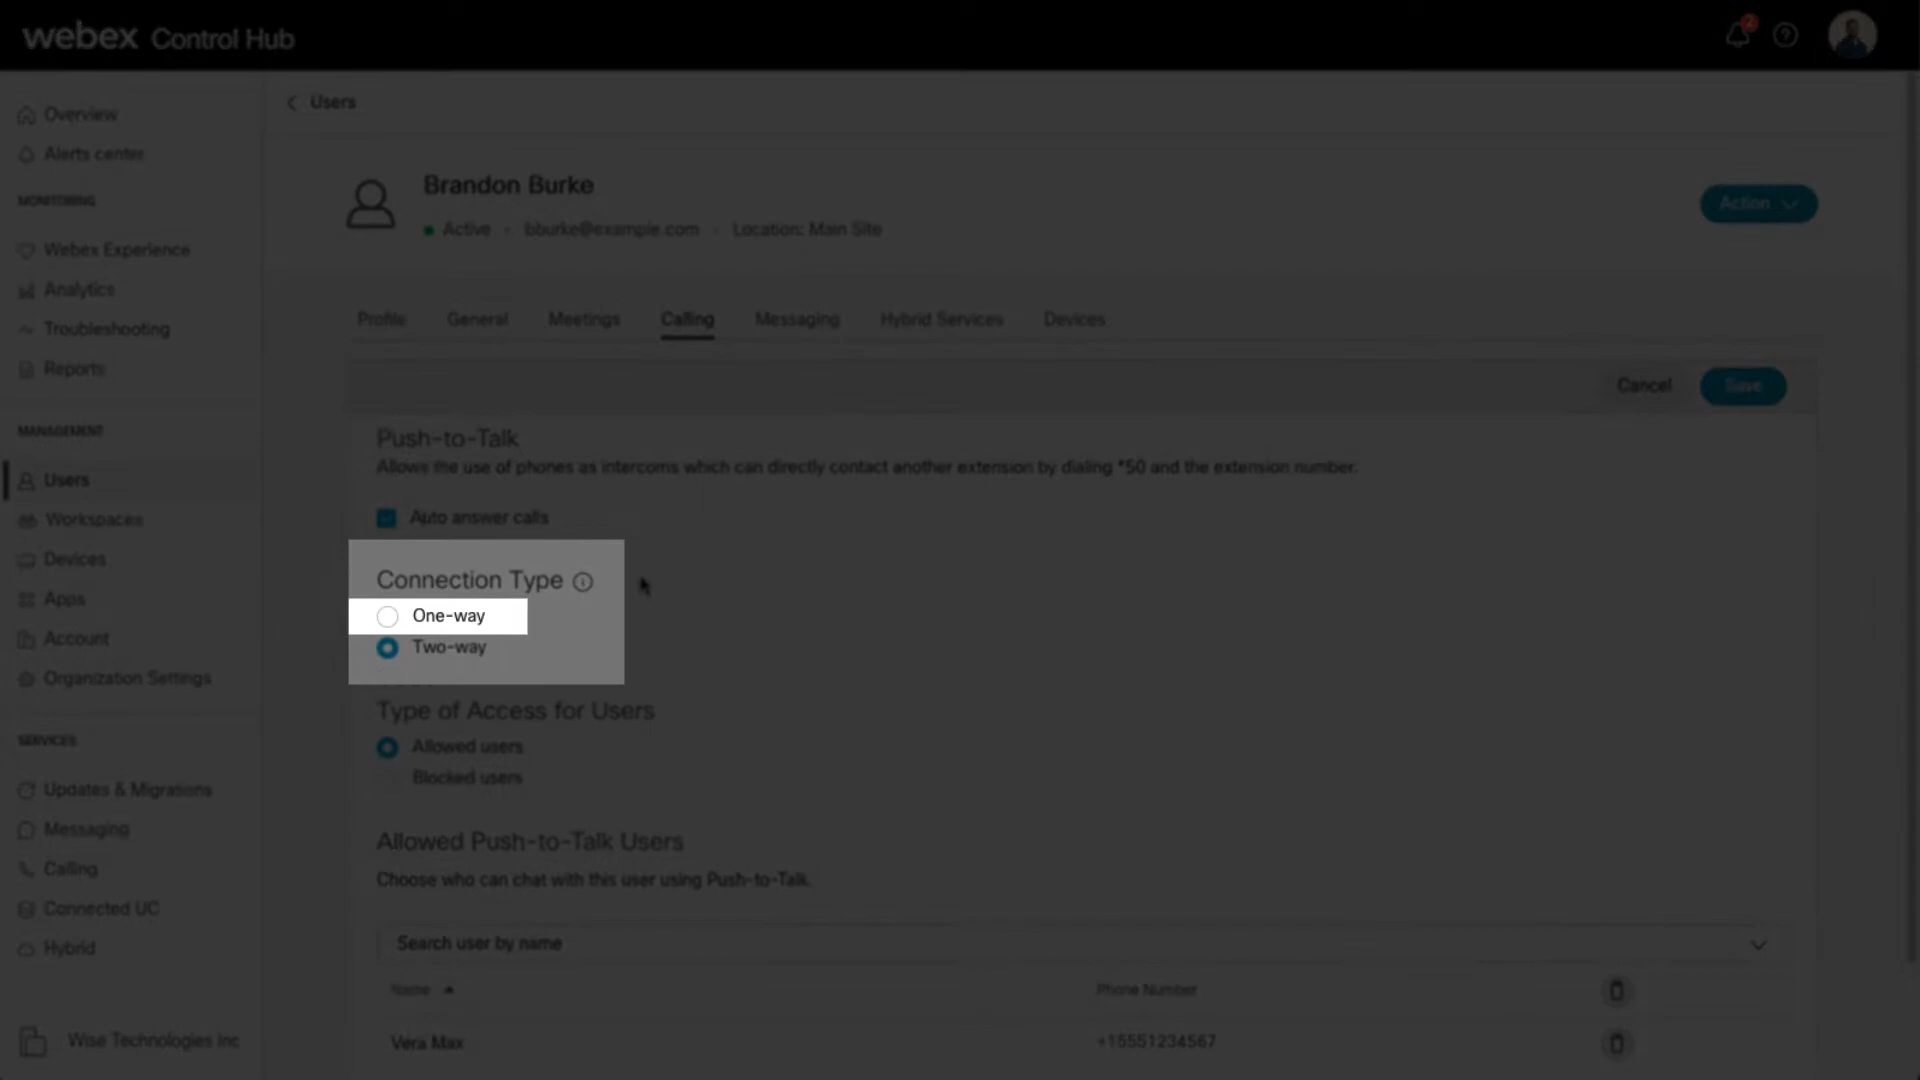 webex Control Hub
2
Overview
Alerts center
MONITORING
Webex Experience
Analytics
Troubleshooting
Reports
MANAGEMENT
Users
Workspaces
Devices
Apps
Account
Organization Settings
SERVICES
Updates & Migrations
Messaging
Calling
Connected UC
Hybrid
Wise Technologies Inc
Users
Brandon Burke
Active · bburke@example.com · Location: Main Site
Action
Profile General Meetings Calling Messaging Hybrid Services Devices
Cancel Save
Push-to-Talk
Allows the use of phones as intercoms which can directly contact another extension by dialing *50 and the extension number.
Auto answer calls
Connection Type
One-way
Two-way
Type of Access for Users
Allowed users
Blocked users
Allowed Push-to-Talk Users
Choose who can chat with this user using Push-to-Talk.
Search user by name
Name Phone Number
Vera Max +15551234567